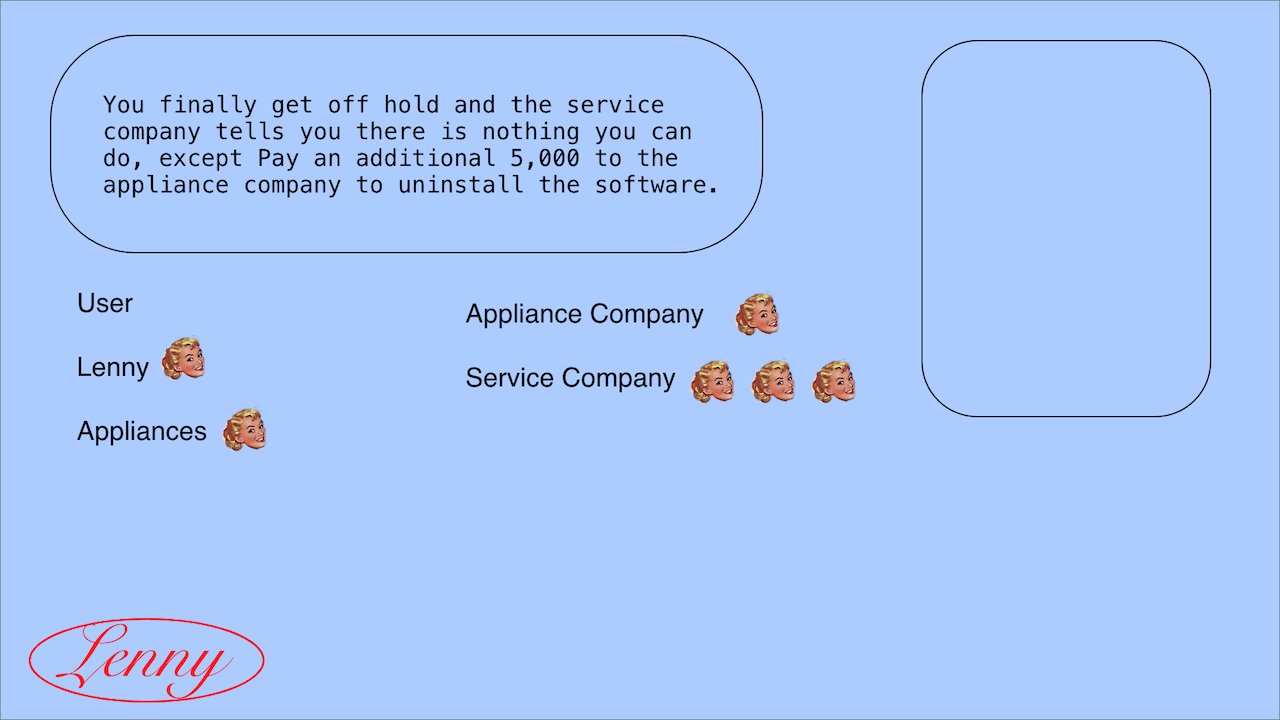 You finally get off hold and the service
company tells you there is nothing you can
do, except Pay an additional 5,000 to the
appliance company to uninstall the software.
User
Lenny
Appliances
Appliance Company
Service Company
Lenny